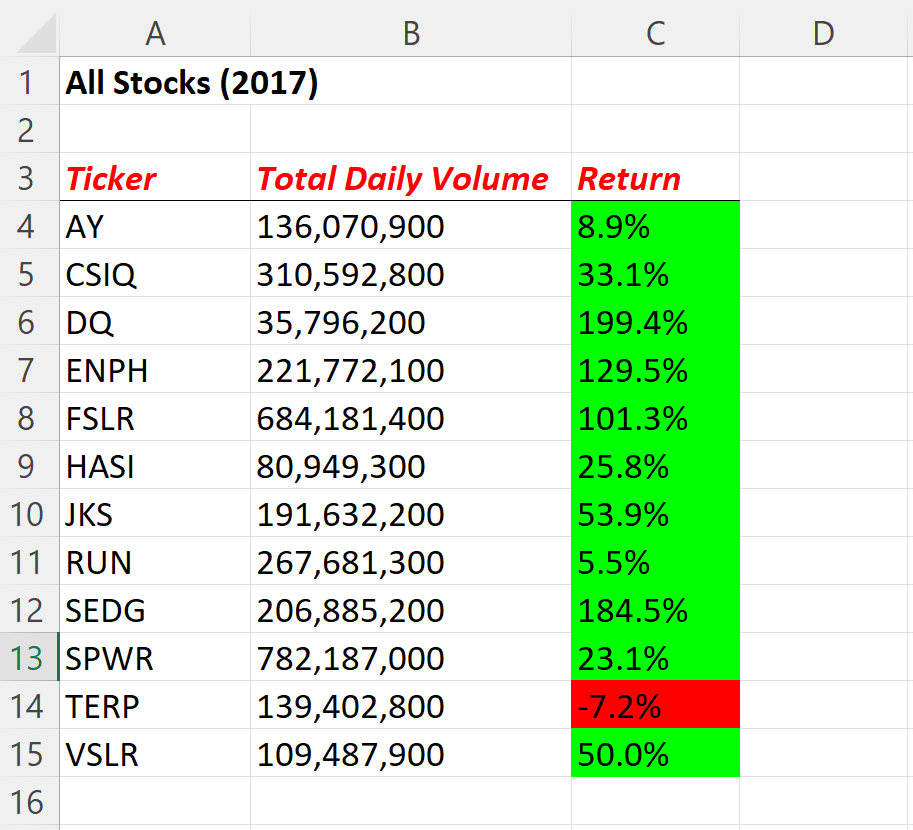 A B C D
1 All Stocks (2017)
2
3 Ticker Total Daily Volume Return
4 AY 136,070,900 8.9%
5 CSIQ 310,592,800 33.1%
6 DQ 35,796,200 199.4%
7 ENPH 221,772,100 129.5%
8 FSLR 684,181,400 101.3%
9 HASI 80,949,300 25.8%
10 JKS 191,632,200 53.9%
11 RUN 267,681,300 5.5%
12 SEDG 206,885,200 184.5%
13 SPWR 782,187,000 23.1%
14 TERP 139,402,800 -7.2%
15 VSLR 109,487,900 50.0%
16